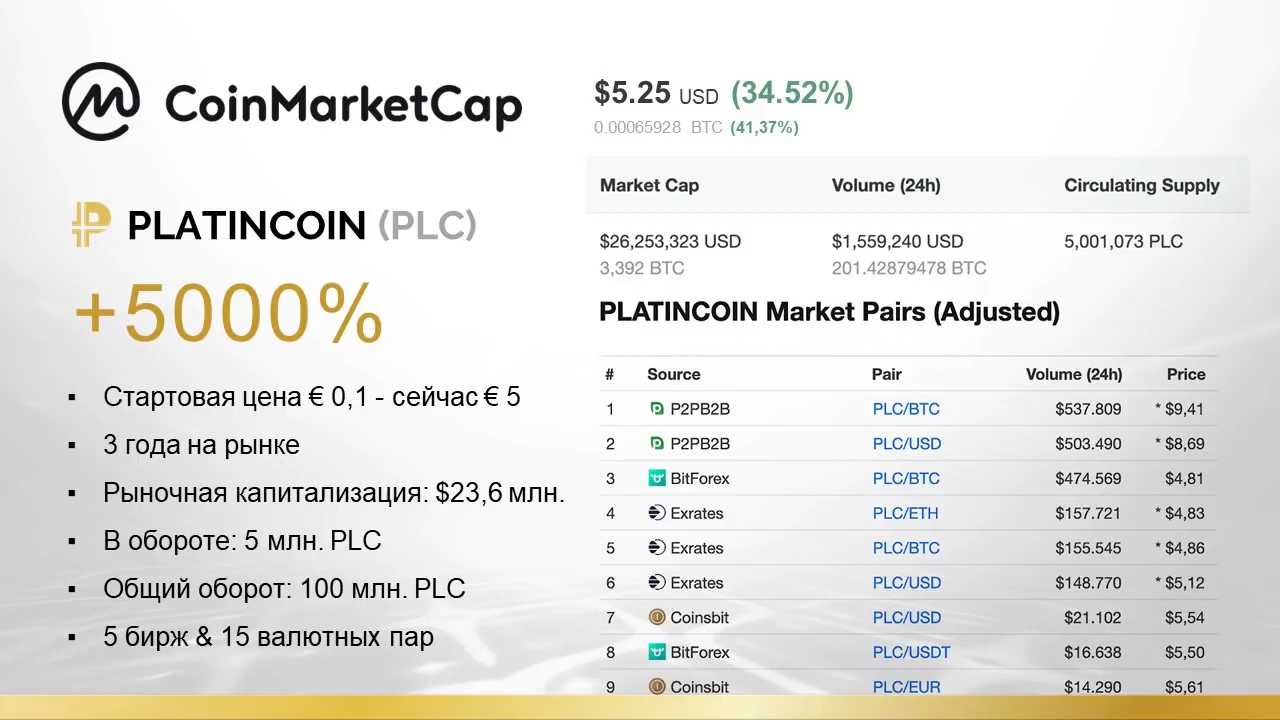 CoinMarketCap
PLATINCOIN (PLC)
+5000%
▪ Стартовая цена € 0,1 - сейчас € 5
▪ 3 года на рынке
▪ Рыночная капитализация: $23,6 млн.
▪ В обороте: 5 млн. PLC
▪ Общий оборот: 100 млн. PLC
▪ 5 бирж & 15 валютных пар
$5.25 USD (34.52%)
0.00065928 BTC (41,37%)
Market Cap Volume (24h) Circulating Supply
$26,253,323 USD $1,559,240 USD 5,001,073 PLC
3,392 BTC 201.42879478 BTC
PLATINCOIN Market Pairs (Adjusted)
# Source Pair Volume (24h) Price
1 P2PB2B PLC/BTC $537.809 * $9,41
2 P2PB2B PLC/USD $503.490 * $8,69
3 BitForex PLC/BTC $474.569 $4,81
4 Exrates PLC/ETH $157.721 * $4,83
5 Exrates PLC/BTC $155.545 * $4,86
6 Exrates PLC/USD $148.770 * $5,12
7 Coinsbit PLC/USD $21.102 $5,54
8 BitForex PLC/USDT $16.638 $5,50
9 Coinsbit PLC/EUR $14.290 $5,61